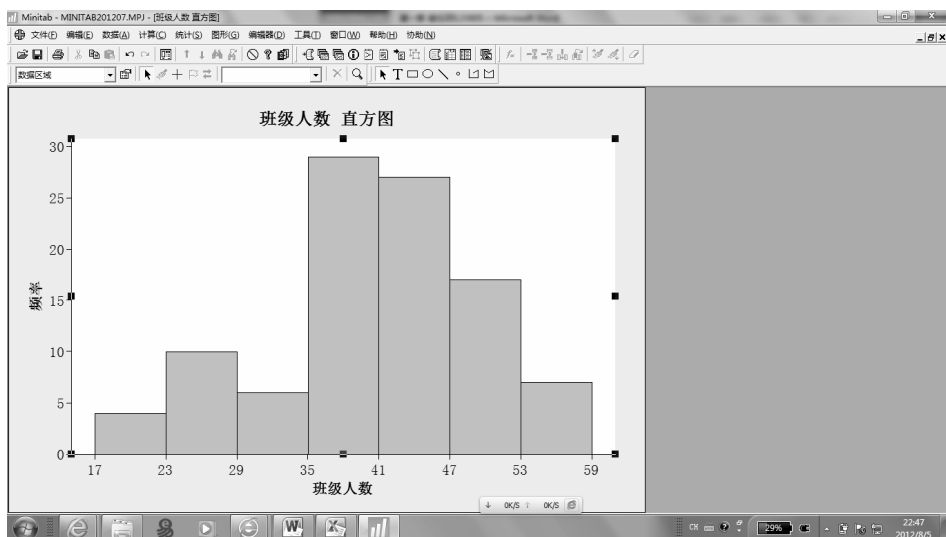 Minitab - MINITAB201207.MPJ - [班级人数 直方图]
文件(F) 编辑(E) 数据(A) 计算(C) 统计(S) 图形(G) 编辑器(D) 工具(T) 窗口(W) 帮助(H) 协助(N)
数据区域
班级人数 直方图
30
25
20
频率
15
10
5
0
17 23 29 35 41 47 53 59
班级人数
0K/S 0K/S
CH 29% 22:47
2012/8/5